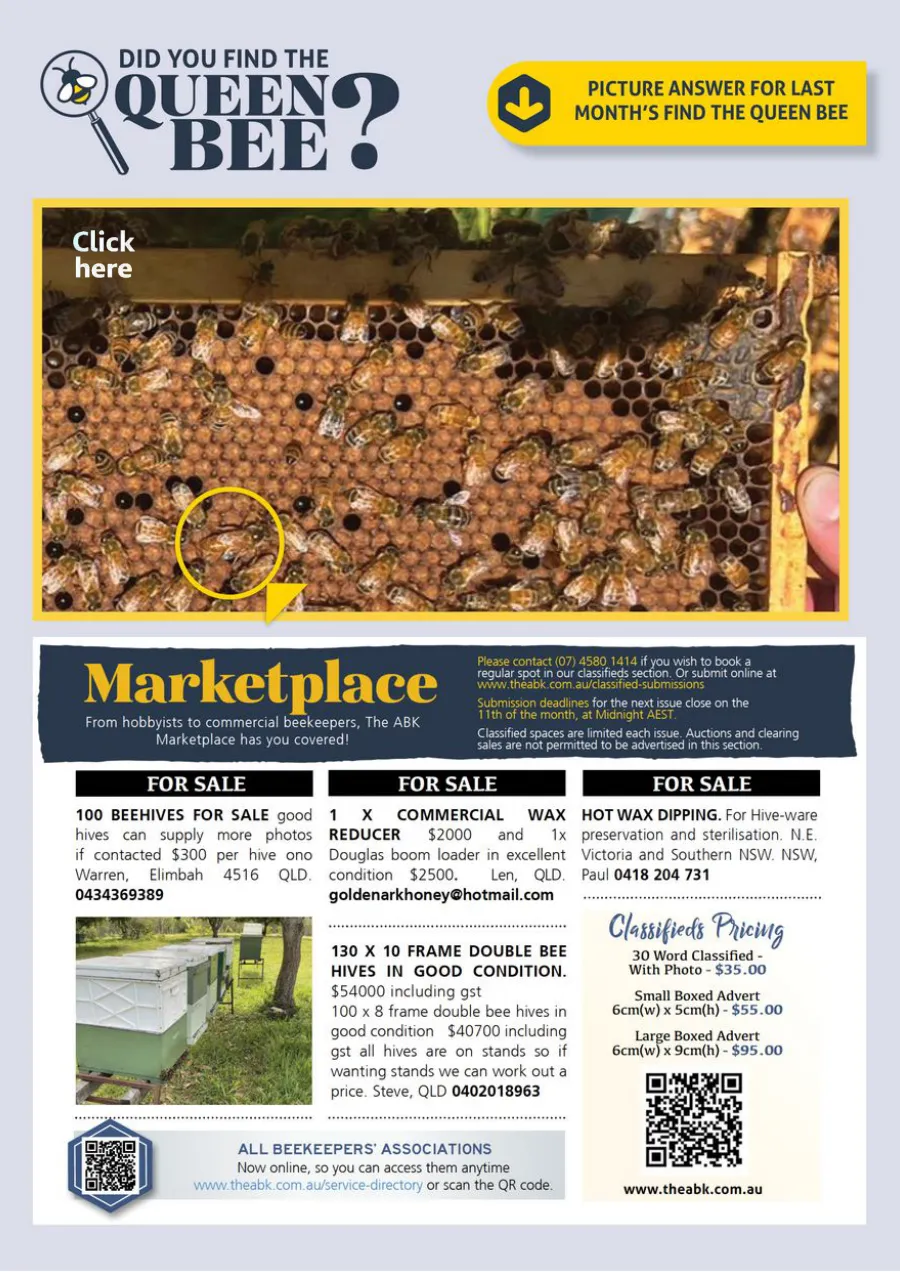 DID YOU FIND THE
QUEEN
BEE?
PICTURE ANSWER FOR LAST
MONTH'S FIND THE QUEEN BEE
Click
here
Marketplace
From hobbyists to commercial beekeepers, The ABK
Marketplace has you covered!
Please contact (07) 4580 1414 if you wish to book a
regular spot in our classifieds section. Or submit online at
www.theabk.com.au/classified-submissions
Submission deadlines for the next issue close on the
11th of the month, at Midnight AEST.
Classified spaces are limited each issue. Auctions and clearing
sales are not permitted to be advertised in this section.
FOR SALE
100 BEEHIVES FOR SALE good
hives can supply more photos
if contacted $300 per hive ono
Warren, Elimbah 4516 QLD.
0434369389
FOR SALE
1 X COMMERCIAL WAX
REDUCER $2000 and 1x
Douglas boom loader in excellent
condition $2500. Len, QLD.
goldenarkhoney@hotmail.com
130 X 10 FRAME DOUBLE BEE
HIVES IN GOOD CONDITION.
$54000 including gst
100 x 8 frame double bee hives in
good condition $40700 including
gst all hives are on stands so if
wanting stands we can work out a
price. Steve, QLD 0402018963
FOR SALE
HOT WAX DIPPING. For Hive-ware
preservation and sterilisation. N.E.
Victoria and Southern NSW. NSW,
Paul 0418 204 731
Classifieds Pricing
30 Word Classified -
With Photo - $35.00
Small Boxed Advert
6cm(w) x 5cm(h) - $55.00
Large Boxed Advert
6cm(w) x 9cm(h) - $95.00
www.theabk.com.au
ALL BEEKEEPERS' ASSOCIATIONS
Now online, so you can access them anytime
www.theabk.com.au/service-directory or scan the QR code.